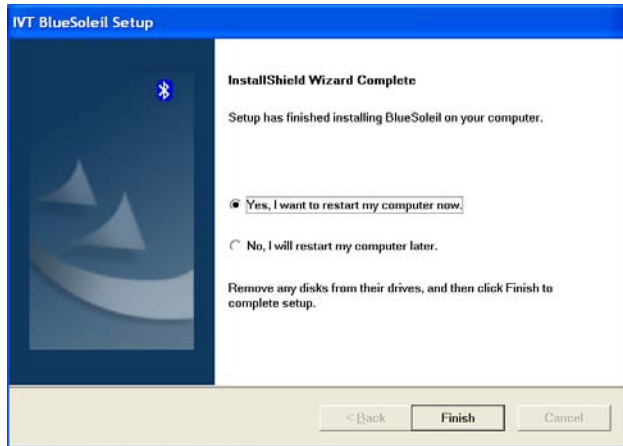 IVT BlueSoleil Setup
InstallShield Wizard Complete
Setup has finished installing BlueSoleil on your computer.
Yes, I want to restart my computer now.
No, I will restart my computer later.
Remove any disks from their drives, and then click Finish to
complete setup.
< Back Finish Cancel